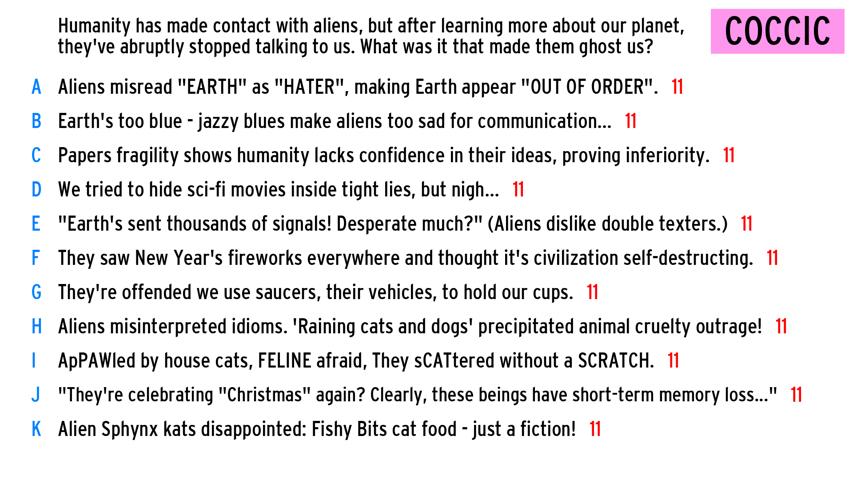 Humanity has made contact with aliens, but after learning more about our planet,
they've abruptly stopped talking to us. What was it that made them ghost us?
COCCIC
A Aliens misread "EARTH" as "HATER", making Earth appear "OUT OF ORDER". 11
B Earth's too blue - jazzy blues make aliens too sad for communication... 11
C Papers fragility shows humanity lacks confidence in their ideas, proving inferiority. 11
D We tried to hide sci-fi movies inside tight lies, but nigh... 11
E "Earth's sent thousands of signals! Desperate much?" (Aliens dislike double texters.) 11
F They saw New Year's fireworks everywhere and thought it's civilization self-destructing. 11
G They're offended we use saucers, their vehicles, to hold our cups. 11
H Aliens misinterpreted idioms. 'Raining cats and dogs' precipitated animal cruelty outrage! 11
I ApPAWled by house cats, FELINE afraid, They sCATtered without a SCRATCH. 11
J "They're celebrating "Christmas" again? Clearly, these beings have short-term memory loss..." 11
K Alien Sphynx kats disappointed: Fishy Bits cat food - just a fiction! 11